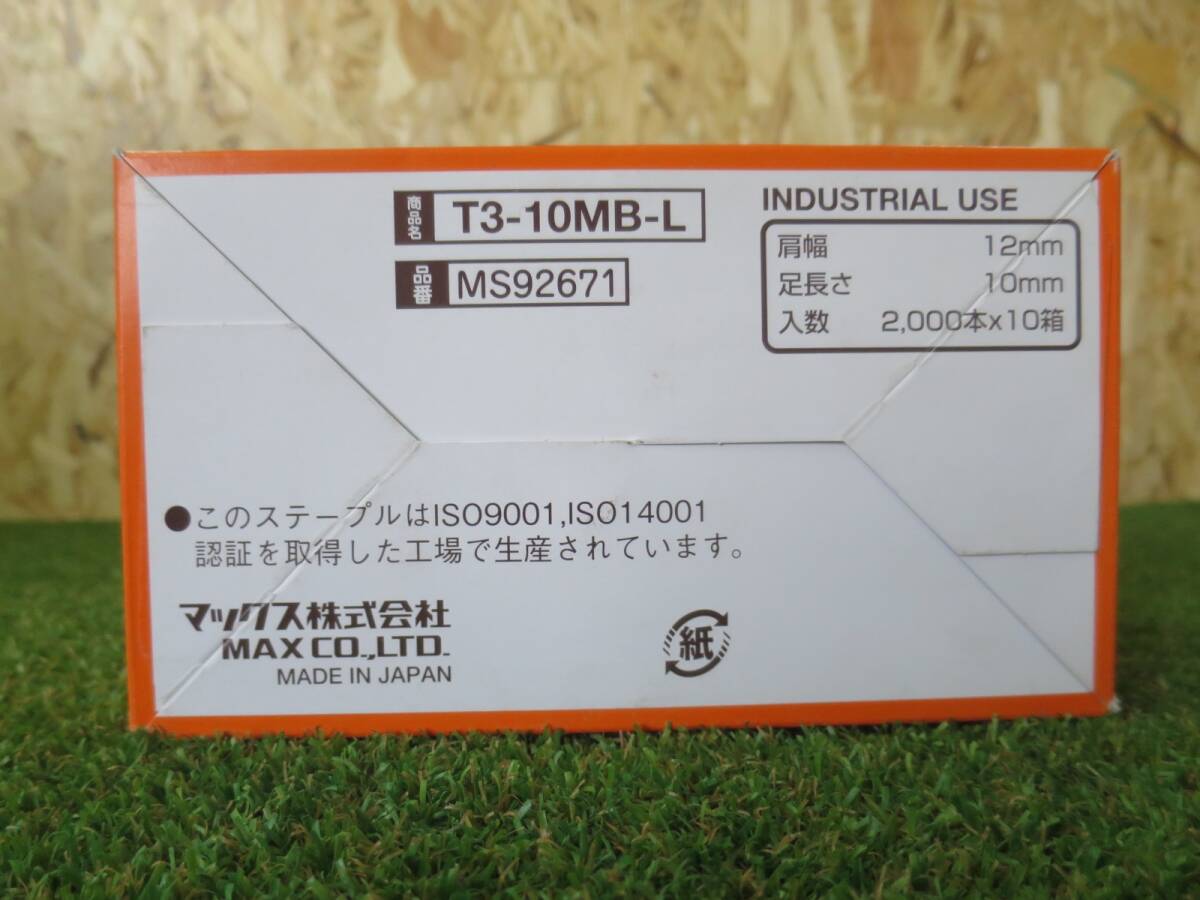 商品名 T3-10MB-L
品番 MS92671
INDUSTRIAL USE
肩幅 12mm
足長さ 10mm
入数 2,000本x10箱
●このステープルはISO9001,ISO14001
認証を取得した工場で生産されています。
マックス株式会社
MAX CO.,LTD.
MADE IN JAPAN
紙